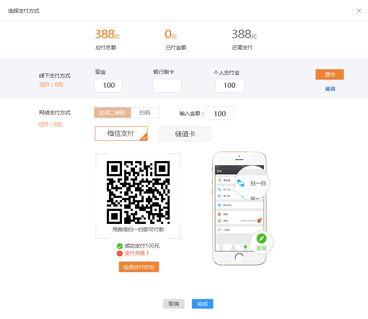 选择支付方式
388元
0元
388元
应付总额
已付金额
还需支付
线下支付方式
已付：0元
现金
银行刷卡
个人支付宝
100
100
提交
编辑
网络支付方式
已付：0元
生成二维码
扫码
输入金额：
100
微信支付
储值卡
扫一扫
发现
用微信扫一扫即可付款
成功支付100元
支付失败！
检测支付状态
取消
完成